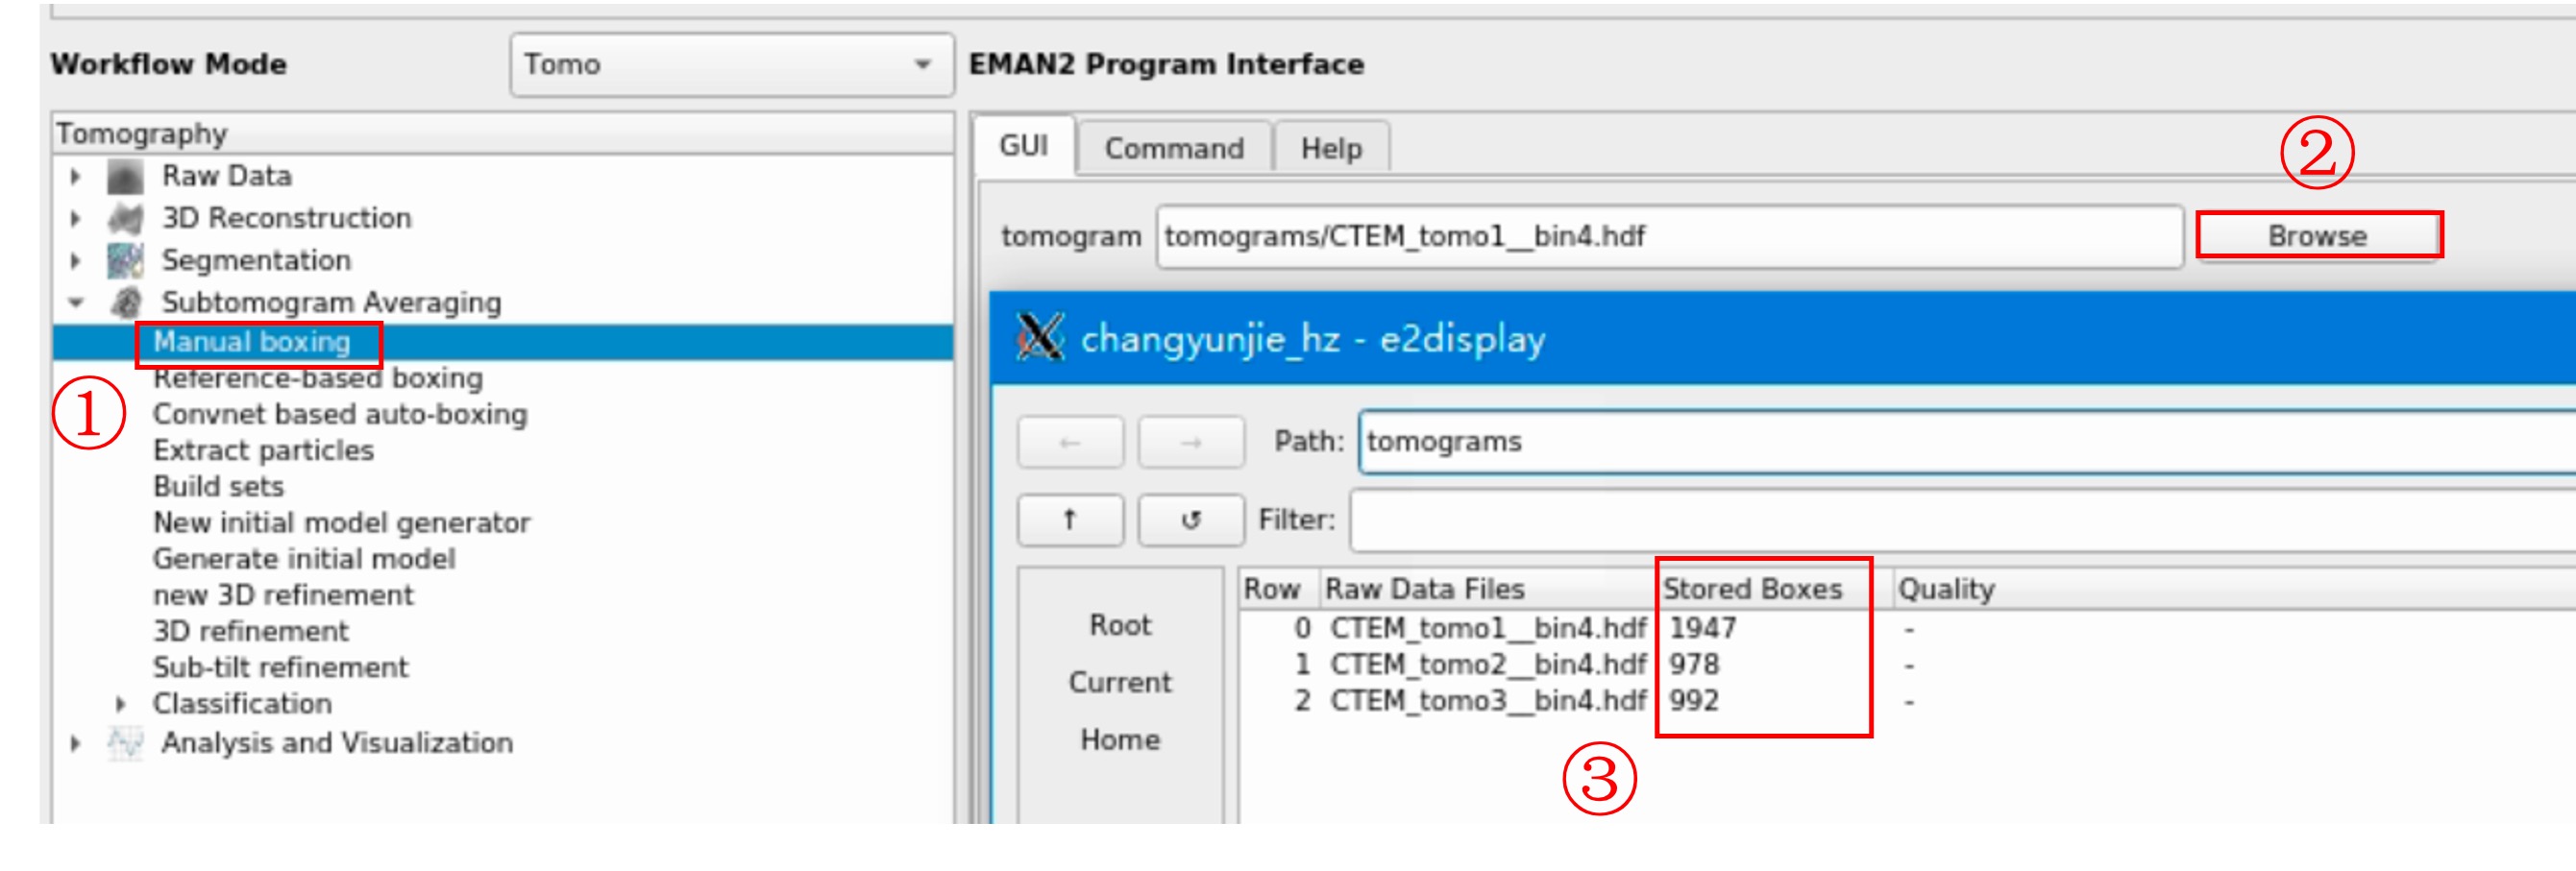 Workflow Mode Tomo EMAN2 Program Interface
Tomography
Raw Data
3D Reconstruction
Segmentation
Subtomogram Averaging
Manual boxing
Reference-based boxing
Convnet based auto-boxing
Extract particles
Build sets
New initial model generator
Generate initial model
new 3D refinement
3D refinement
Sub-tilt refinement
Classification
Analysis and Visualization
①
GUI Command Help
②
tomogram tomograms/CTEM_tomo1__bin4.hdf Browse
changyunjie_hz - e2display
← → Path: tomograms
↑ ↺ Filter:
Root
Current
Home
Row Raw Data Files Stored Boxes Quality
0 CTEM_tomo1__bin4.hdf 1947 -
1 CTEM_tomo2__bin4.hdf 978 -
2 CTEM_tomo3__bin4.hdf 992 -
③